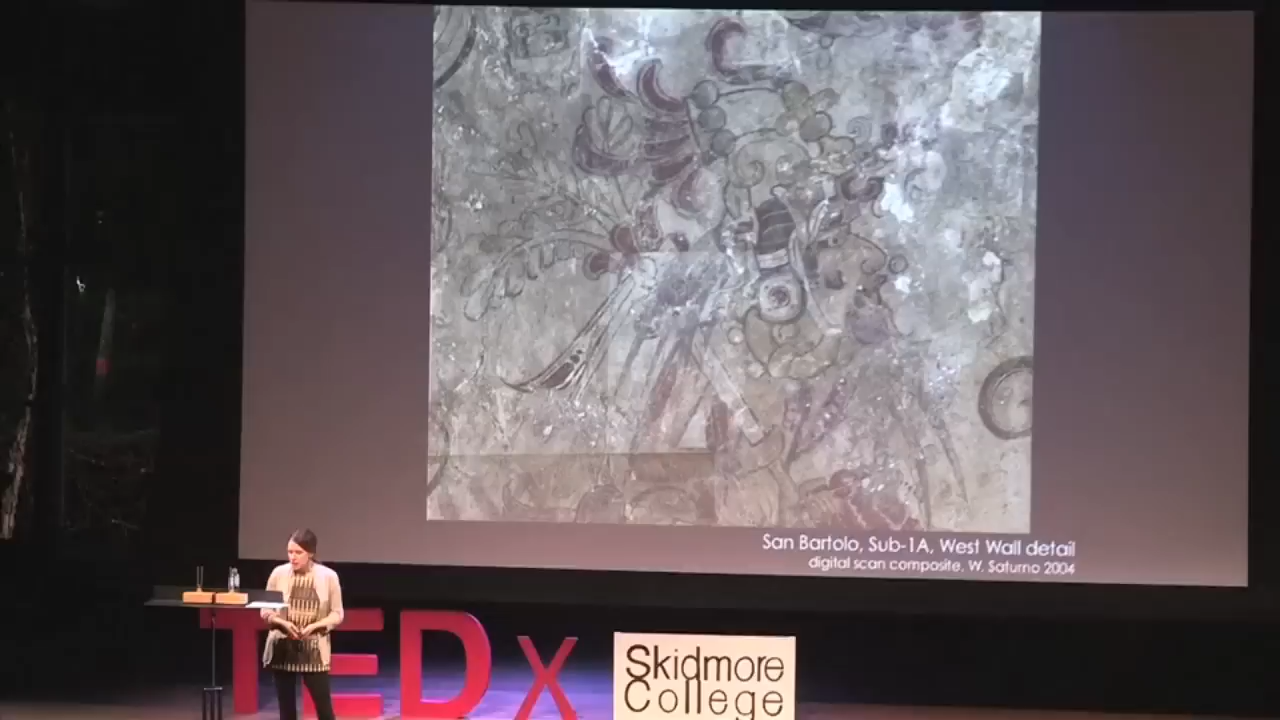 San Bartolo, Sub-1A, West Wall detail
digital scan composite, W. Saturno 2004
TEDx
Skidmore
College